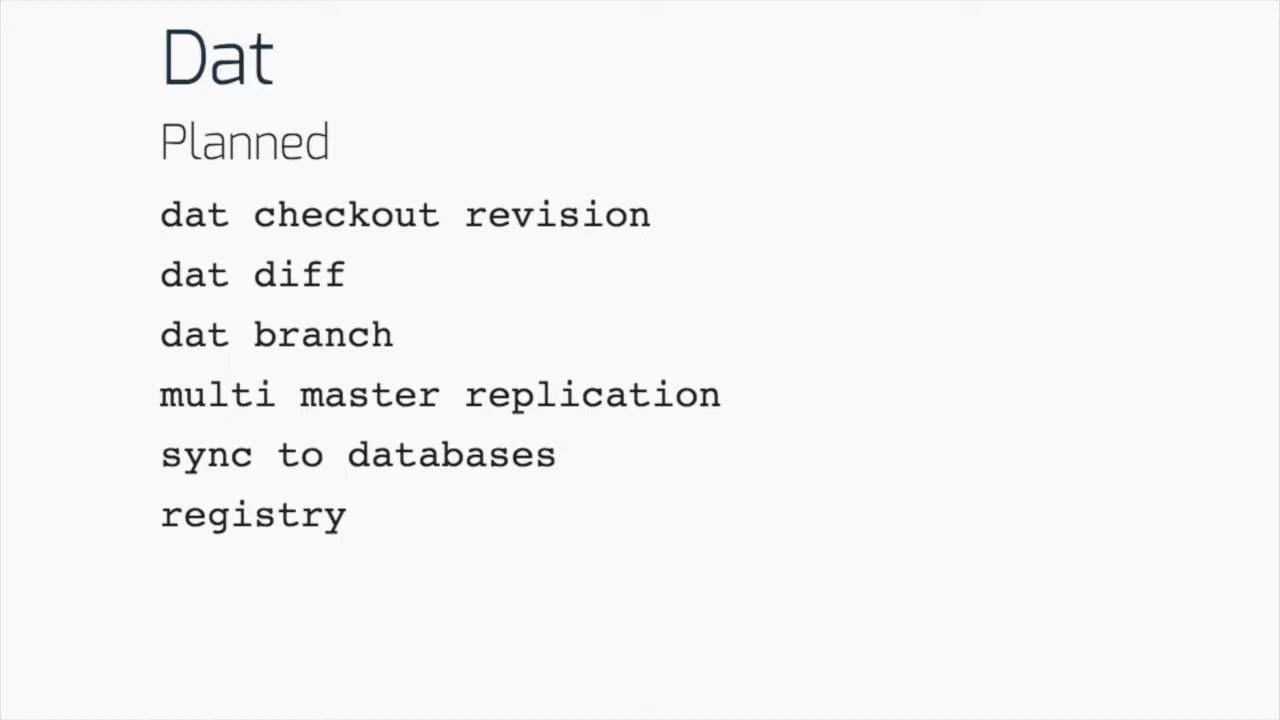 Dat
Planned
dat checkout revision
dat diff
dat branch
multi master replication
sync to databases
registry